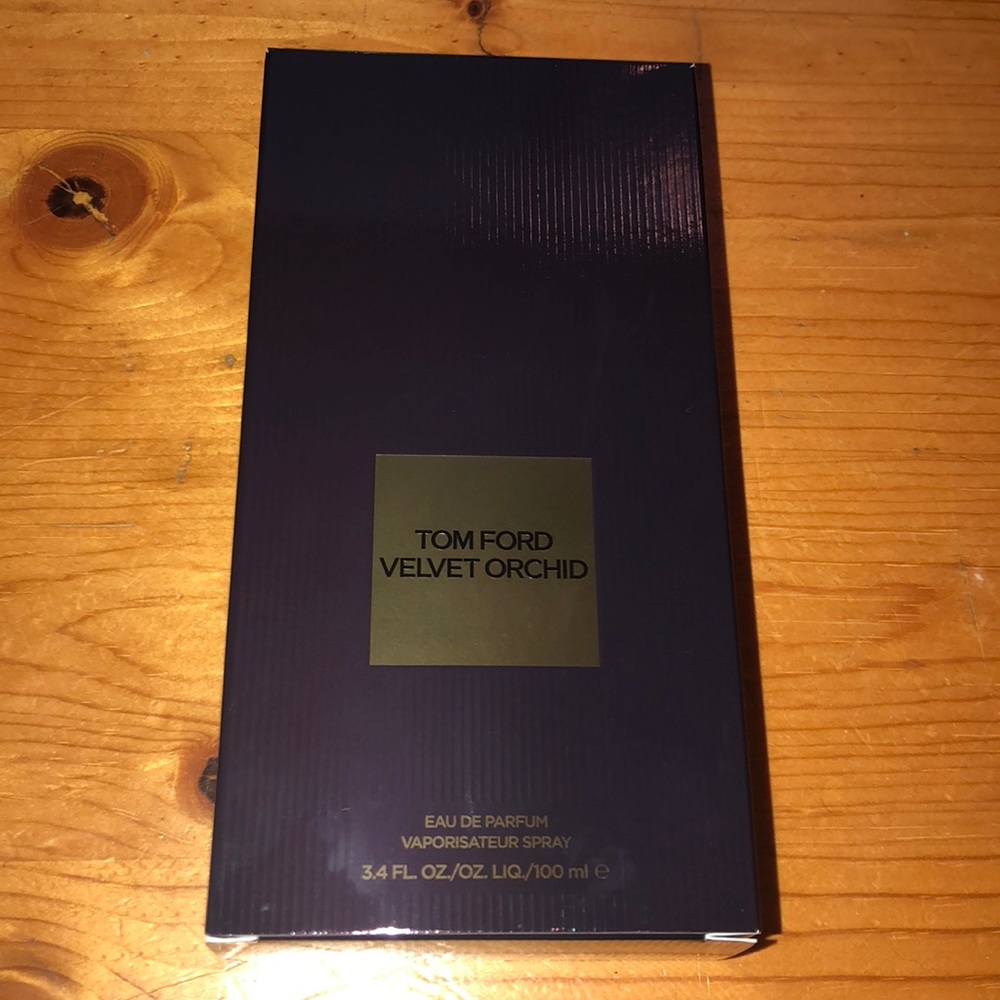 TOM FORD
VELVET ORCHID
EAU DE PARFUM
VAPORISATEUR SPRAY
3.4 FL. OZ./OZ. LIQ./100 ml ℮